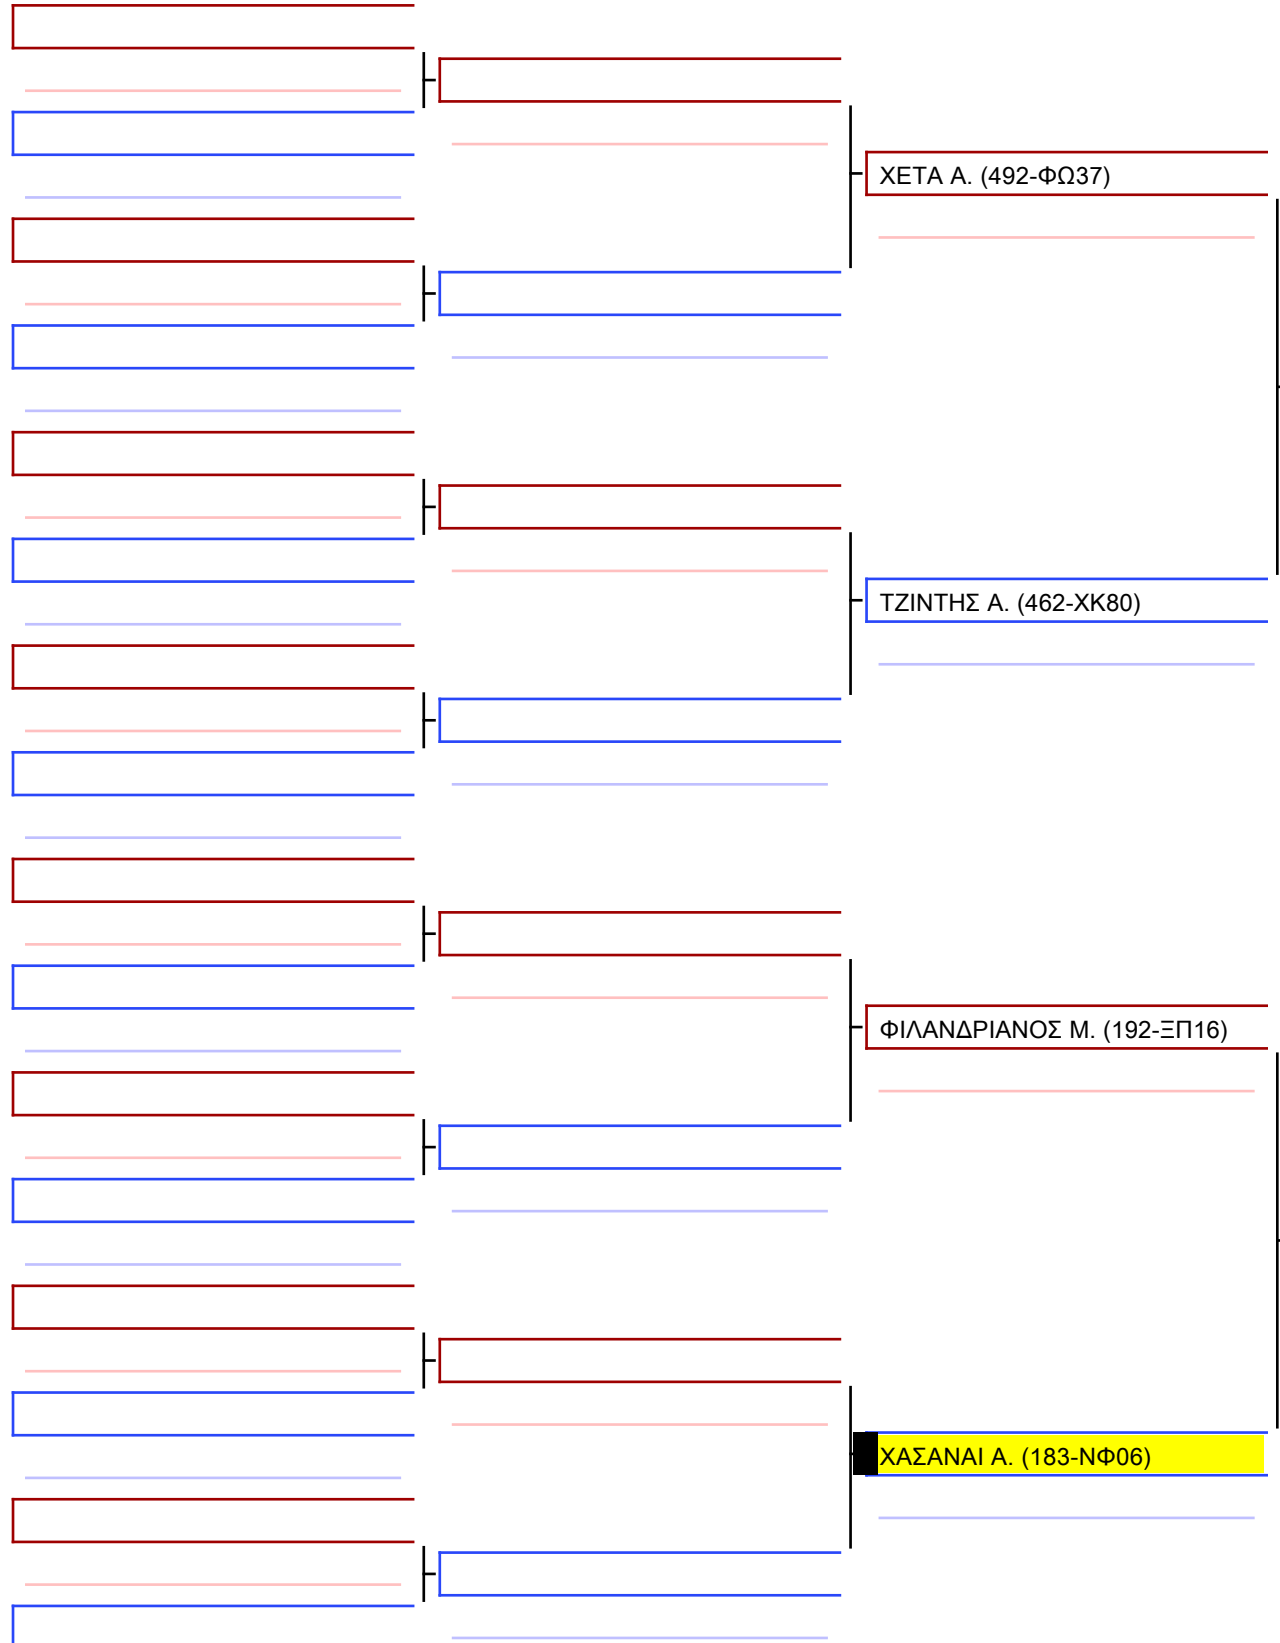 ΧΕΤΑ Α. (492-ΦΩ37)
ΤΖΙΝΤΗΣ Α. (462-ΧΚ80)
ΦΙΛΑΝΔΡΙΑΝΟΣ Μ. (192-ΞΠ16)
ΧΑΣΑΝΑΙ Α. (183-ΝΦ06)